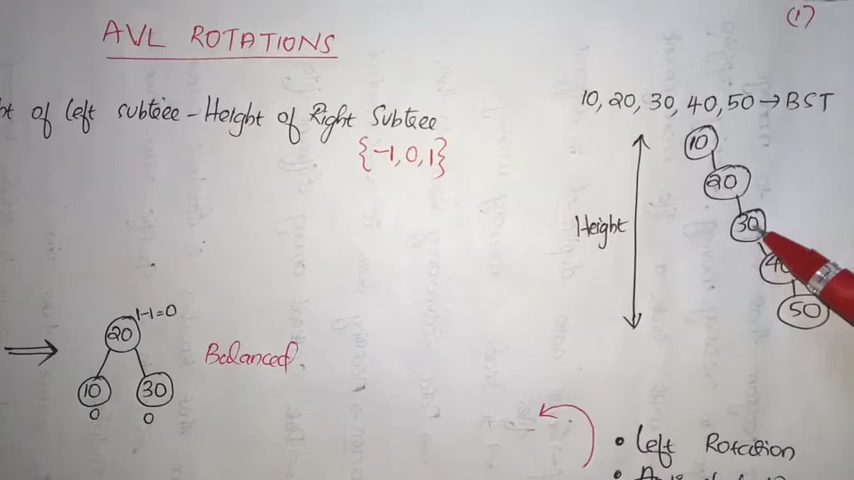 (1)
AVL ROTATIONS
of Left subtree - Height of Right Subtree
{-1, 0, 1}
10, 20, 30, 40, 50 → BST
10
20
30
40
50
Height
1-1=0
20
10
30
0
0
Balanced.
• Left Rotation